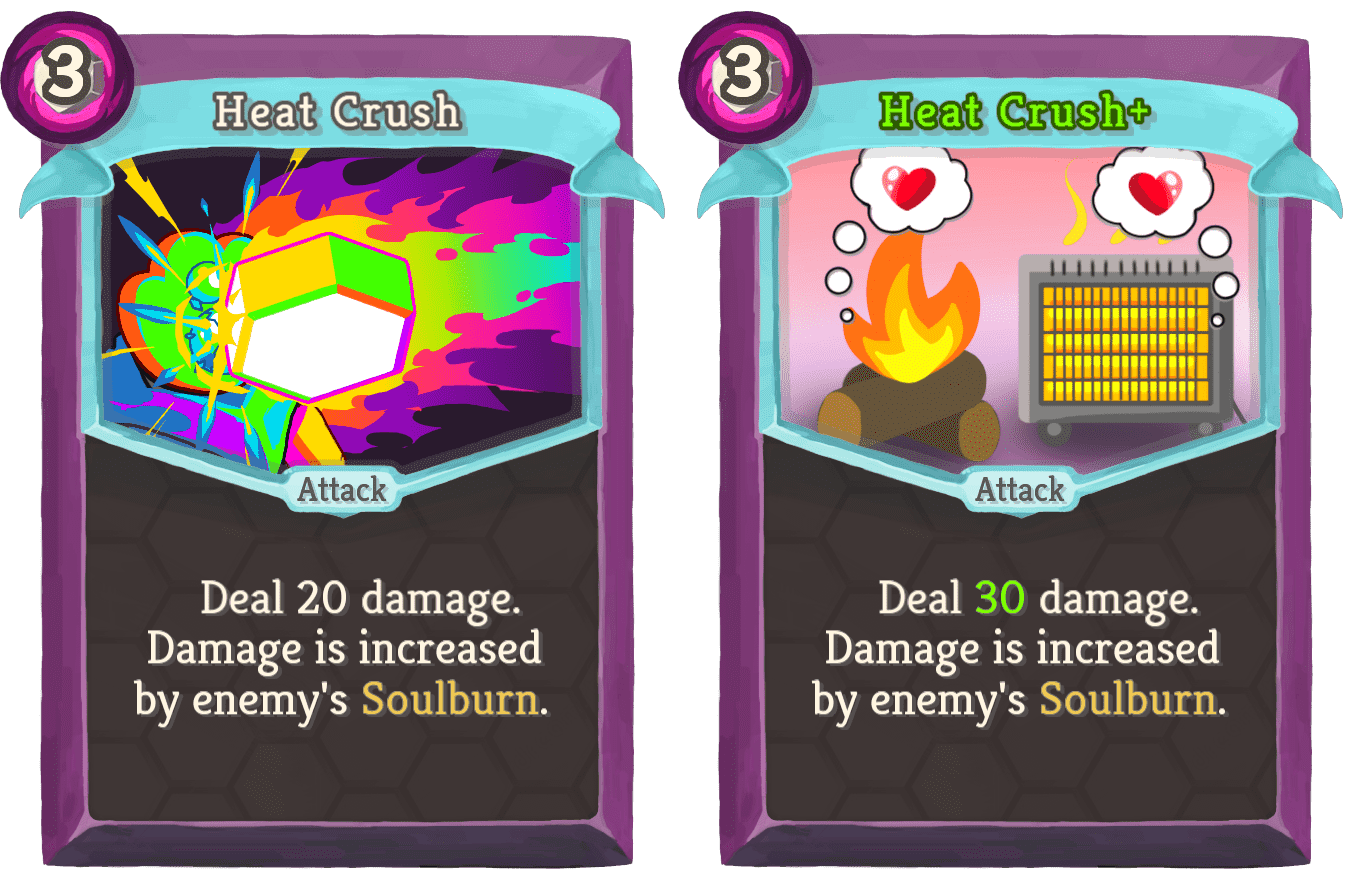 3
Heat Crush
Attack
Deal 20 damage.
Damage is increased
by enemy's Soulburn.
3
Heat Crush+
Attack
Deal 30 damage.
Damage is increased
by enemy's Soulburn.